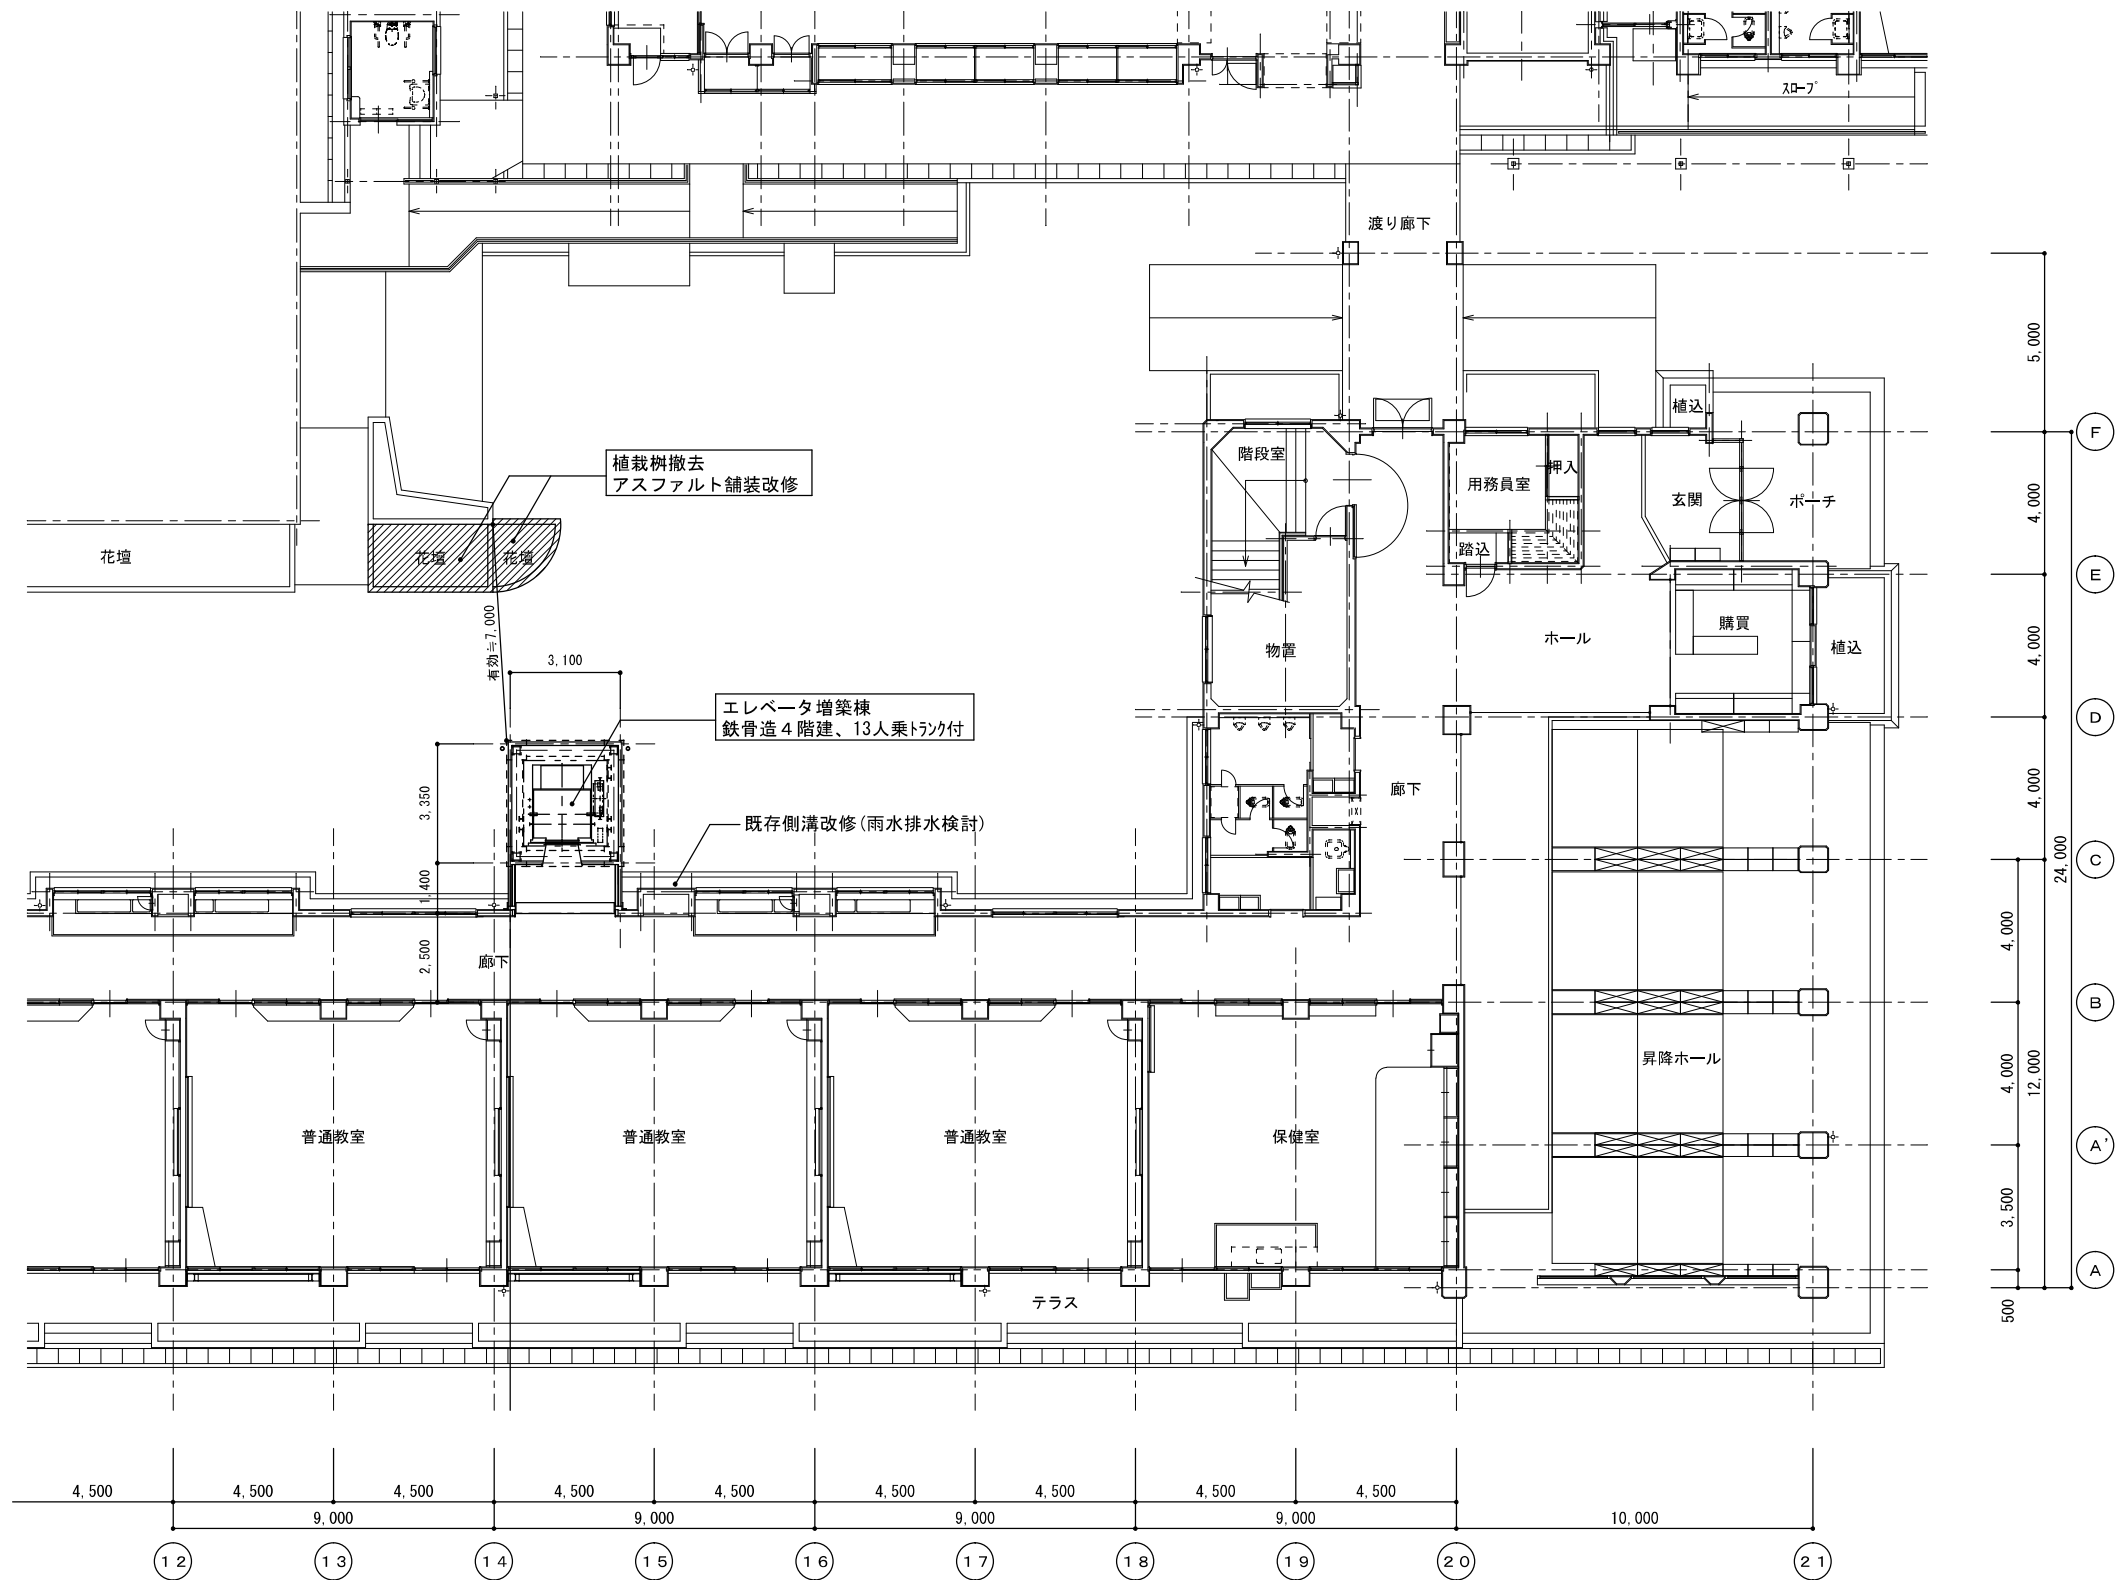 スロープ
渡り廊下
5,000
植込
F
植栽桝撤去
アスファルト舗装改修
階段室
用務員室
押入
玄関
ポーチ
4,000
花壇
花壇
花壇
踏込
E
有効≒7,000
3,100
物置
ホール
購買
植込
4,000
エレベータ増築棟
鉄骨造4階建、13人乗トランク付
D
3,350
廊下
4,000
既存側溝改修(雨水排水検討)
C
24,000
1,400
4,000
2,500
廊下
B
昇降ホール
4,000
12,000
普通教室
普通教室
普通教室
保健室
A'
3,500
A
テラス
500
4,500
4,500
4,500
4,500
4,500
4,500
4,500
4,500
4,500
9,000
9,000
9,000
9,000
10,000
12
13
14
15
16
17
18
19
20
21